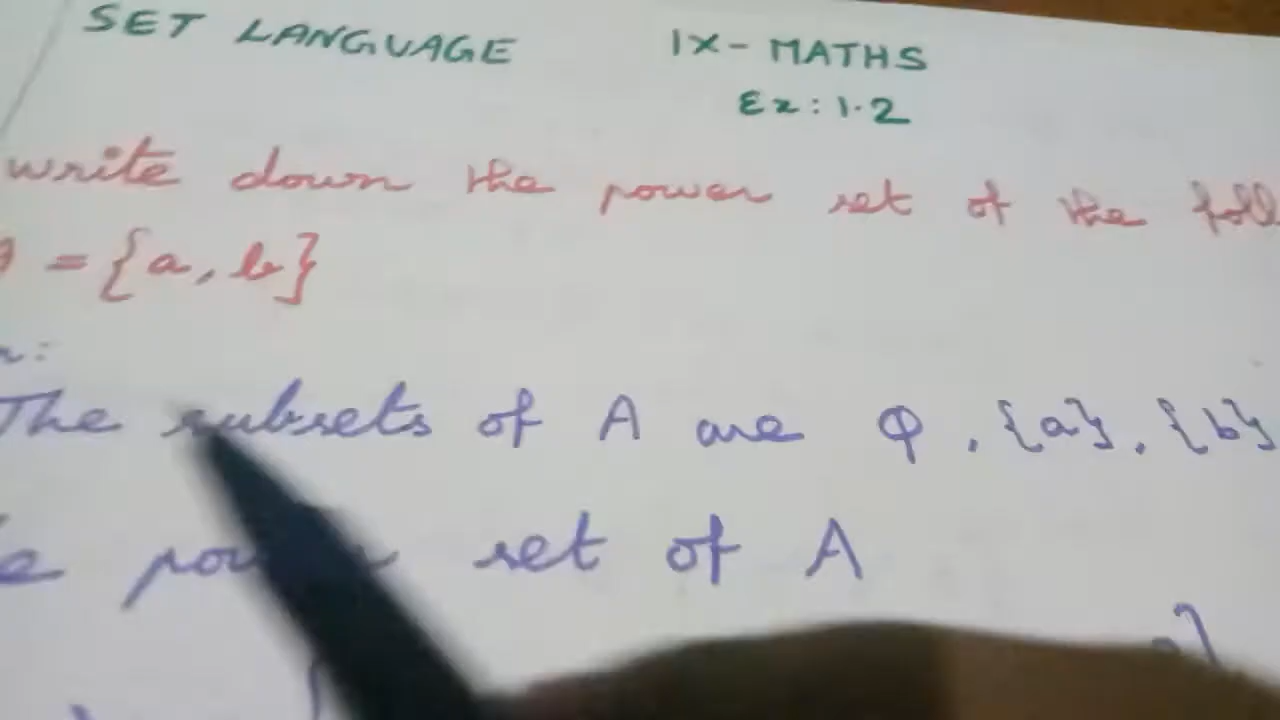 SET LANGUAGE IX - MATHS
Ex: 1.2
write down the power set of the
= {a, b}
The subsets of A are φ, {a}, {b}
set of A